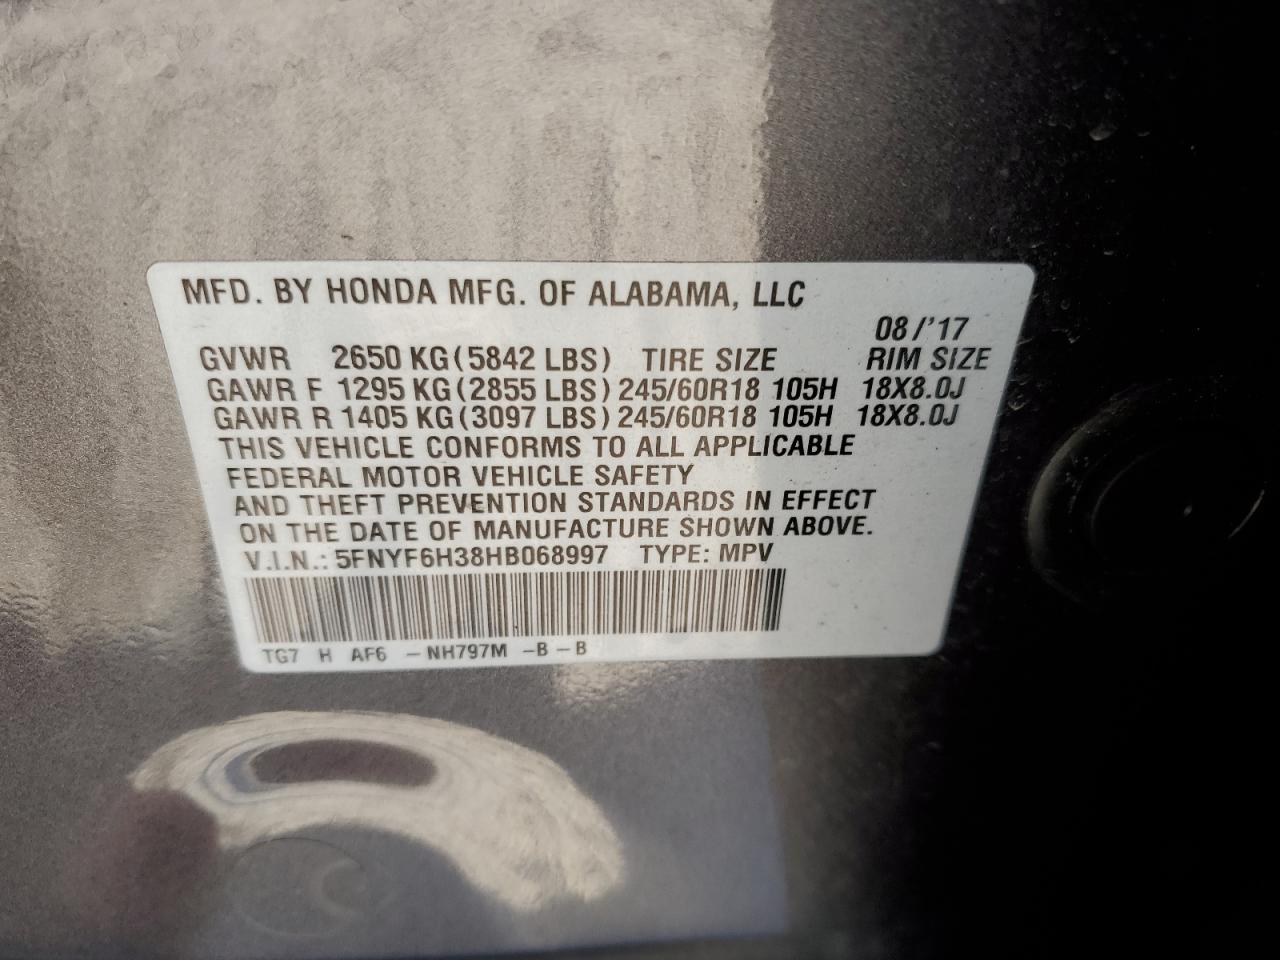 MFD. BY HONDA MFG. OF ALABAMA, LLC
08/'17
GVWR 2650 KG (5842 LBS) TIRE SIZE RIM SIZE
GAWR F 1295 KG (2855 LBS) 245/60R18 105H 18X8.0J
GAWR R 1405 KG (3097 LBS) 245/60R18 105H 18X8.0J
THIS VEHICLE CONFORMS TO ALL APPLICABLE
FEDERAL MOTOR VEHICLE SAFETY
AND THEFT PREVENTION STANDARDS IN EFFECT
ON THE DATE OF MANUFACTURE SHOWN ABOVE.
V.I.N.: 5FNYF6H38HB068997 TYPE: MPV
TG7 H AF6 -NH797M -B-B